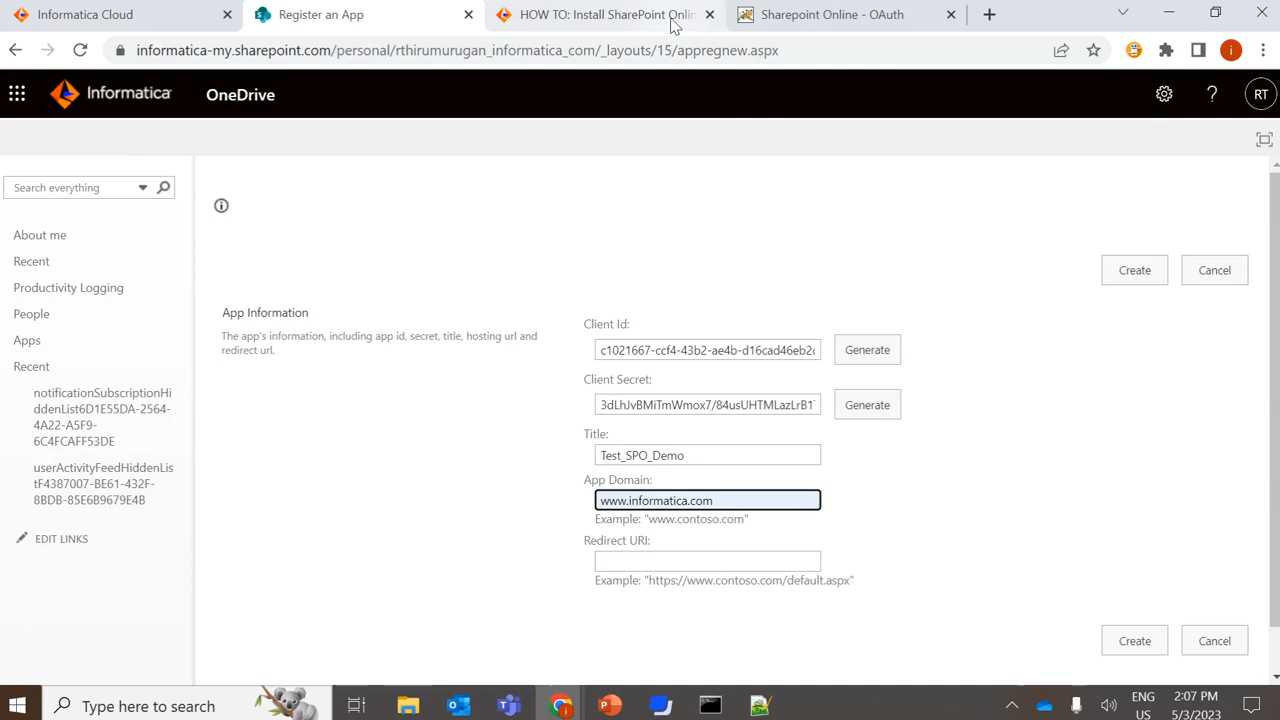 Informatica Cloud
Register an App
HOW TO: Install SharePoint Onlin
Sharepoint Online - OAuth
informatica-my.sharepoint.com/personal/rthirumurugan_informatica_com/_layouts/15/appregnew.aspx
i
Informatica
OneDrive
RT
Search everything
About me
Recent
Productivity Logging
People
Apps
Recent
notificationSubscriptionHi
ddenList6D1E55DA-2564-
4A22-A5F9-
6C4FCAFF53DE
userActivityFeedHiddenLis
tF4387007-BE61-432F-
8BDB-85E6B9679E4B
EDIT LINKS
Create
Cancel
App Information
The app's information, including app id, secret, title, hosting url and
redirect url.
Client Id:
c1021667-ccf4-43b2-ae4b-d16cad46eb2
Generate
Client Secret:
3dLhJvBMiTmWmox7/84usUHTMLazLrB1
Generate
Title:
Test_SPO_Demo
App Domain:
www.informatica.com
Example: "www.contoso.com"
Redirect URI:
Example: "https://www.contoso.com/default.aspx"
Create
Cancel
Type here to search
ENG
US
2:07 PM
5/3/2023